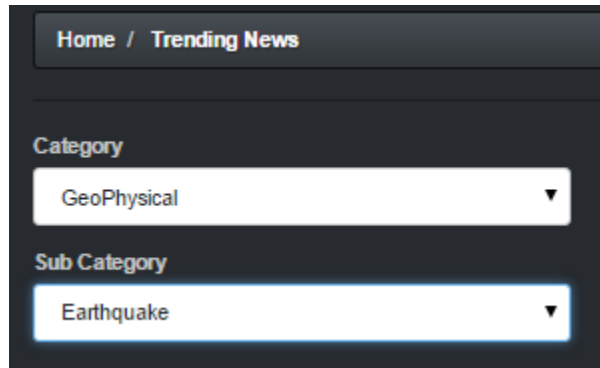 Home / Trending News
Category
GeoPhysical
Sub Category
Earthquake